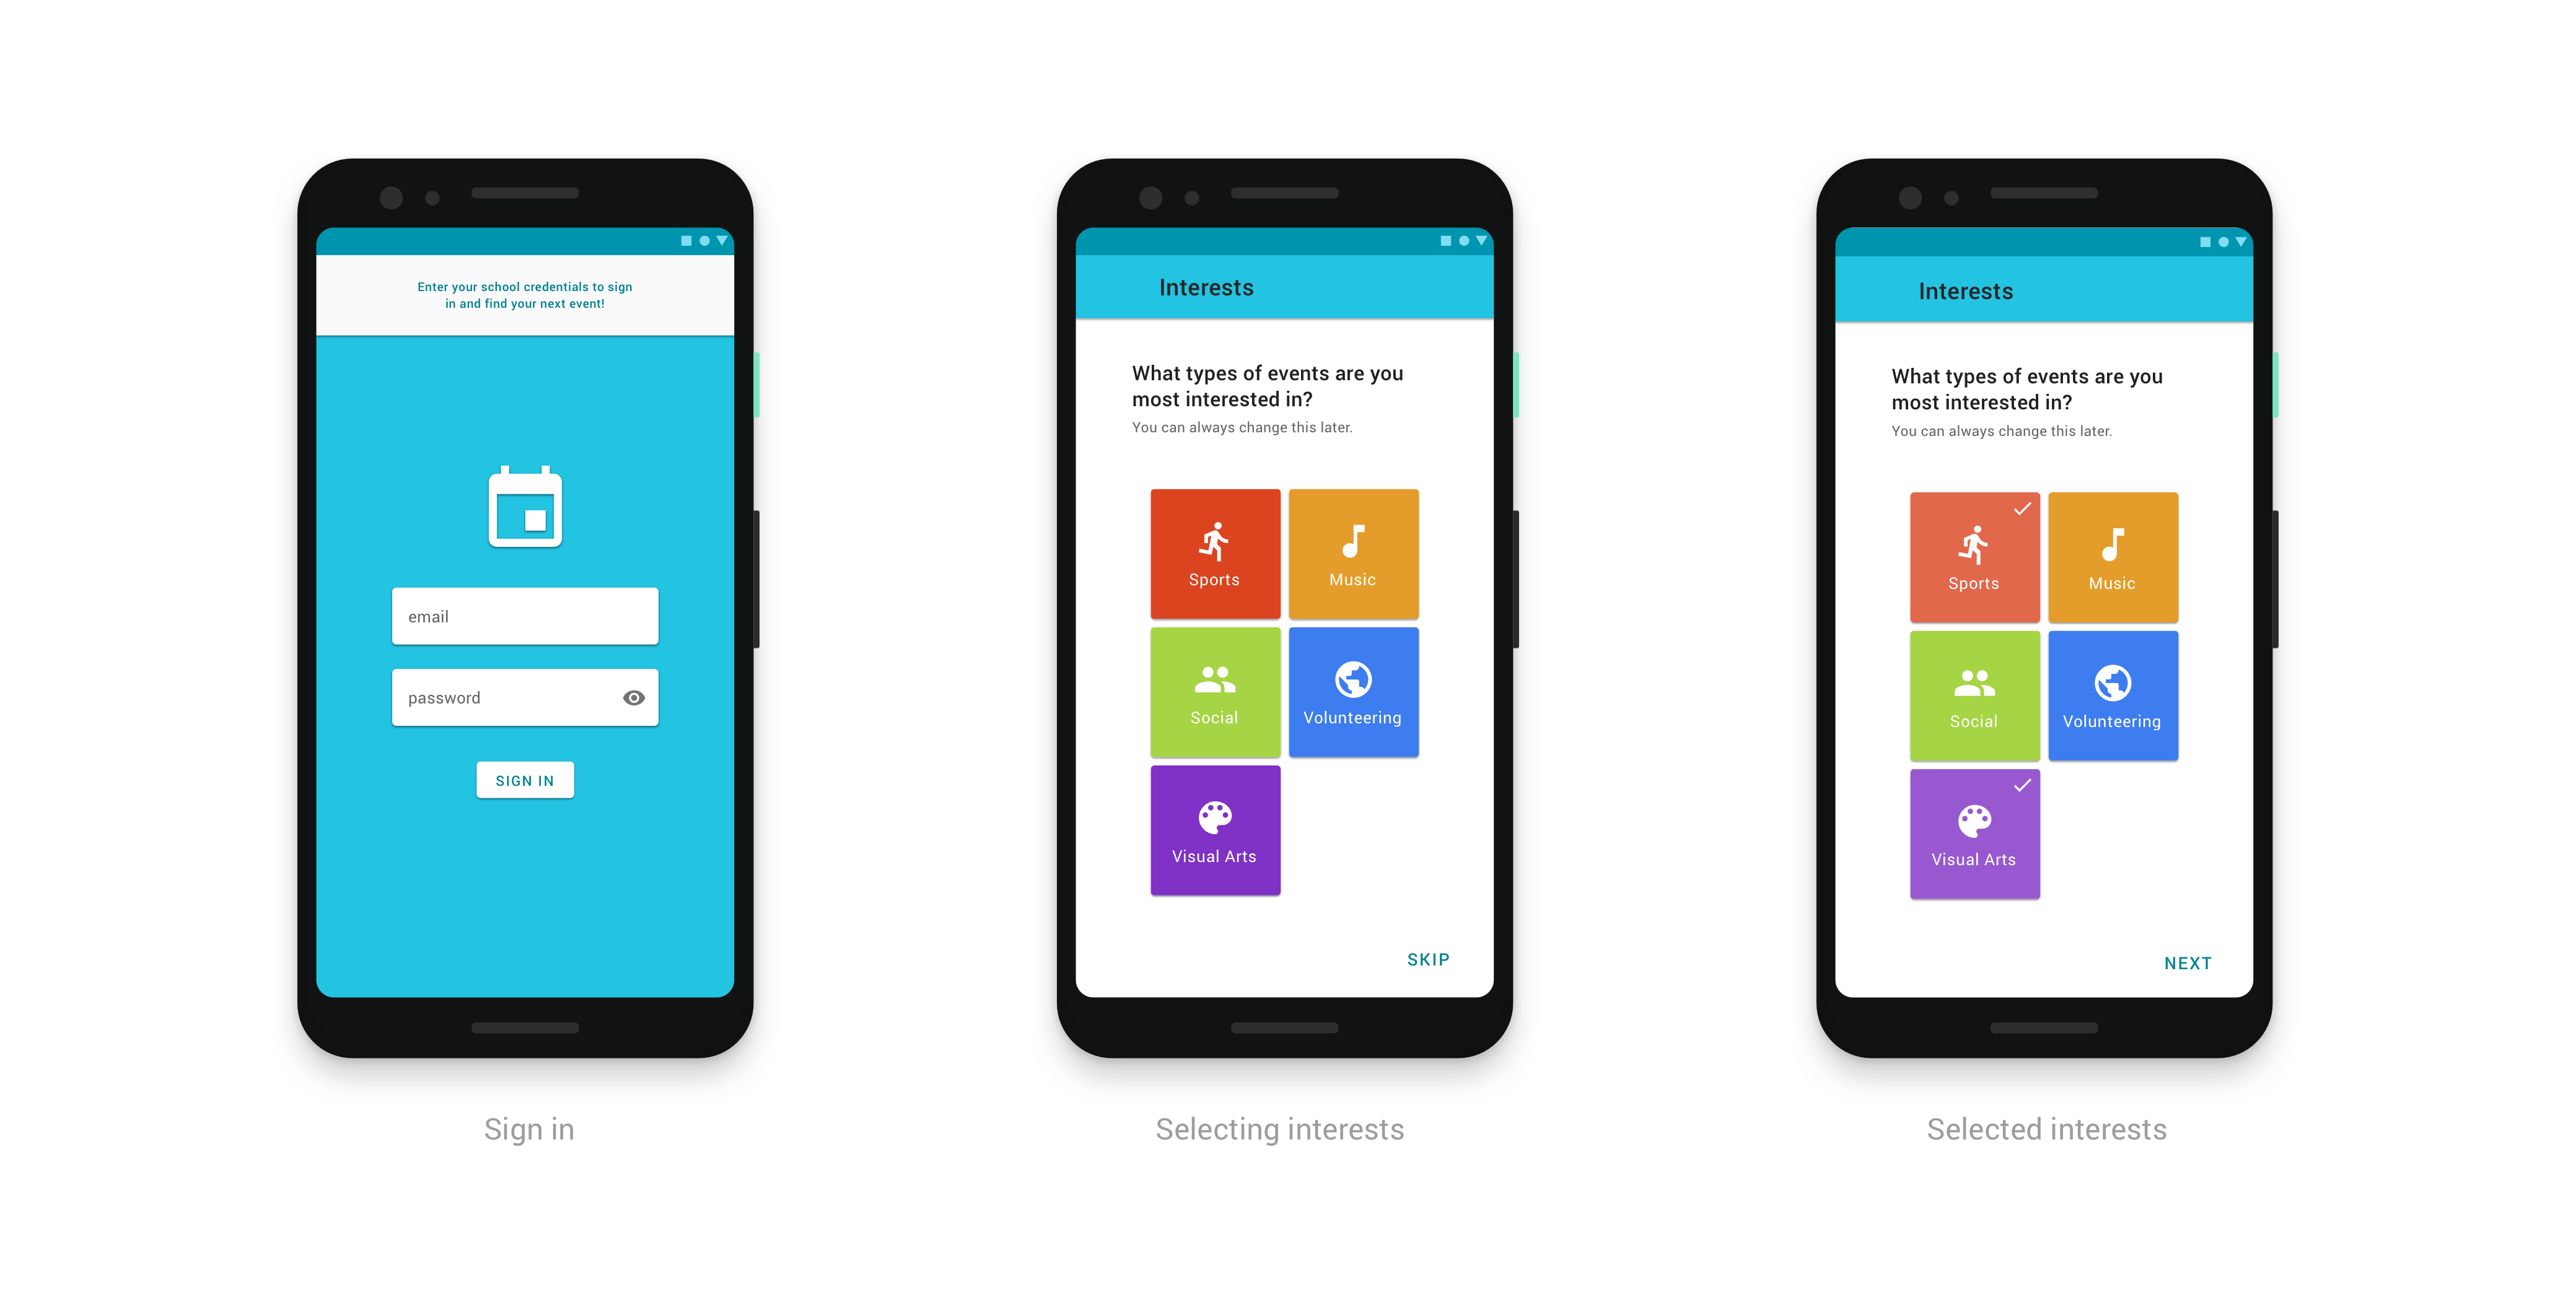 Enter your school credentials to sign
in and find your next event!
email
password
SIGN IN
Sign in
Interests
What types of events are you
most interested in?
You can always change this later.
Sports
Music
Social
Volunteering
Visual Arts
SKIP
Selecting interests
Interests
What types of events are you
most interested in?
You can always change this later.
Sports
Music
Social
Volunteering
Visual Arts
NEXT
Selected interests